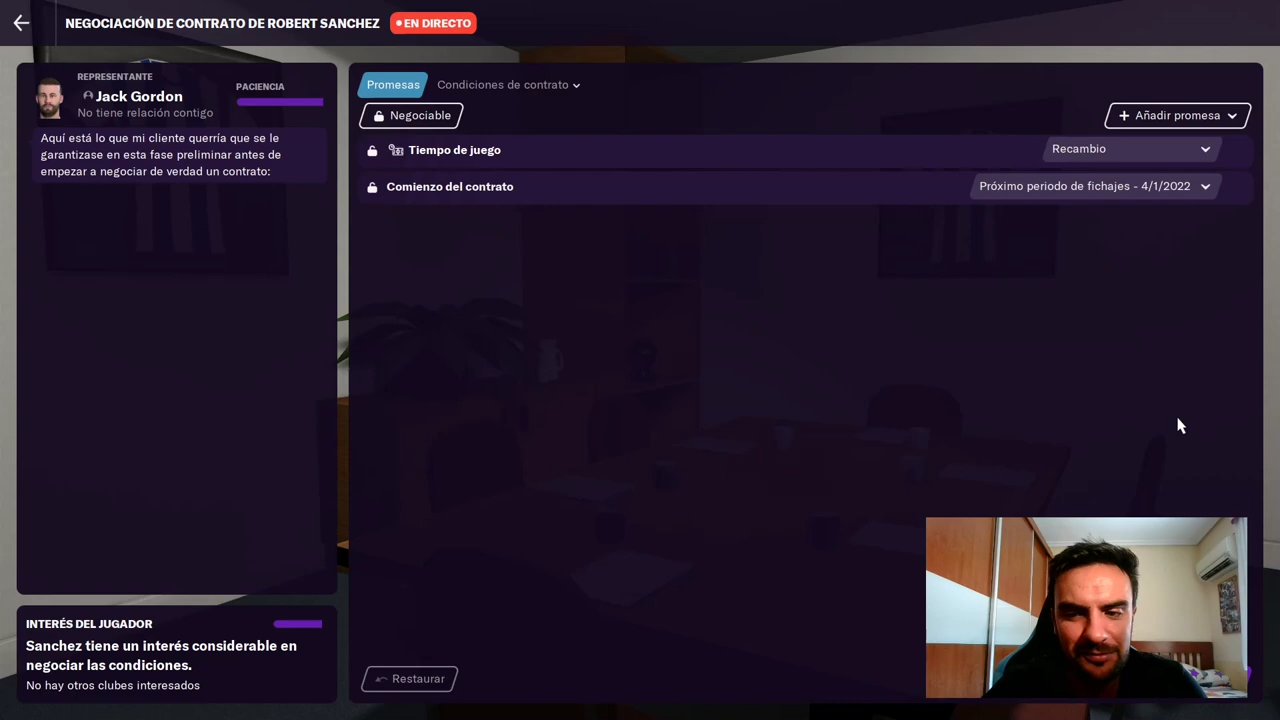 NEGOCIACIÓN DE CONTRATO DE ROBERT SANCHEZ
EN DIRECTO
REPRESENTANTE
Jack Gordon
No tiene relación contigo
PACIENCIA
Aquí está lo que mi cliente querría que se le
garantizase en esta fase preliminar antes de
empezar a negociar de verdad un contrato:
Promesas
Condiciones de contrato
Negociable
Añadir promesa
Tiempo de juego
Recambio
Comienzo del contrato
Próximo periodo de fichajes - 4/1/2022
INTERÉS DEL JUGADOR
Sanchez tiene un interés considerable en
negociar las condiciones.
No hay otros clubes interesados
Restaurar